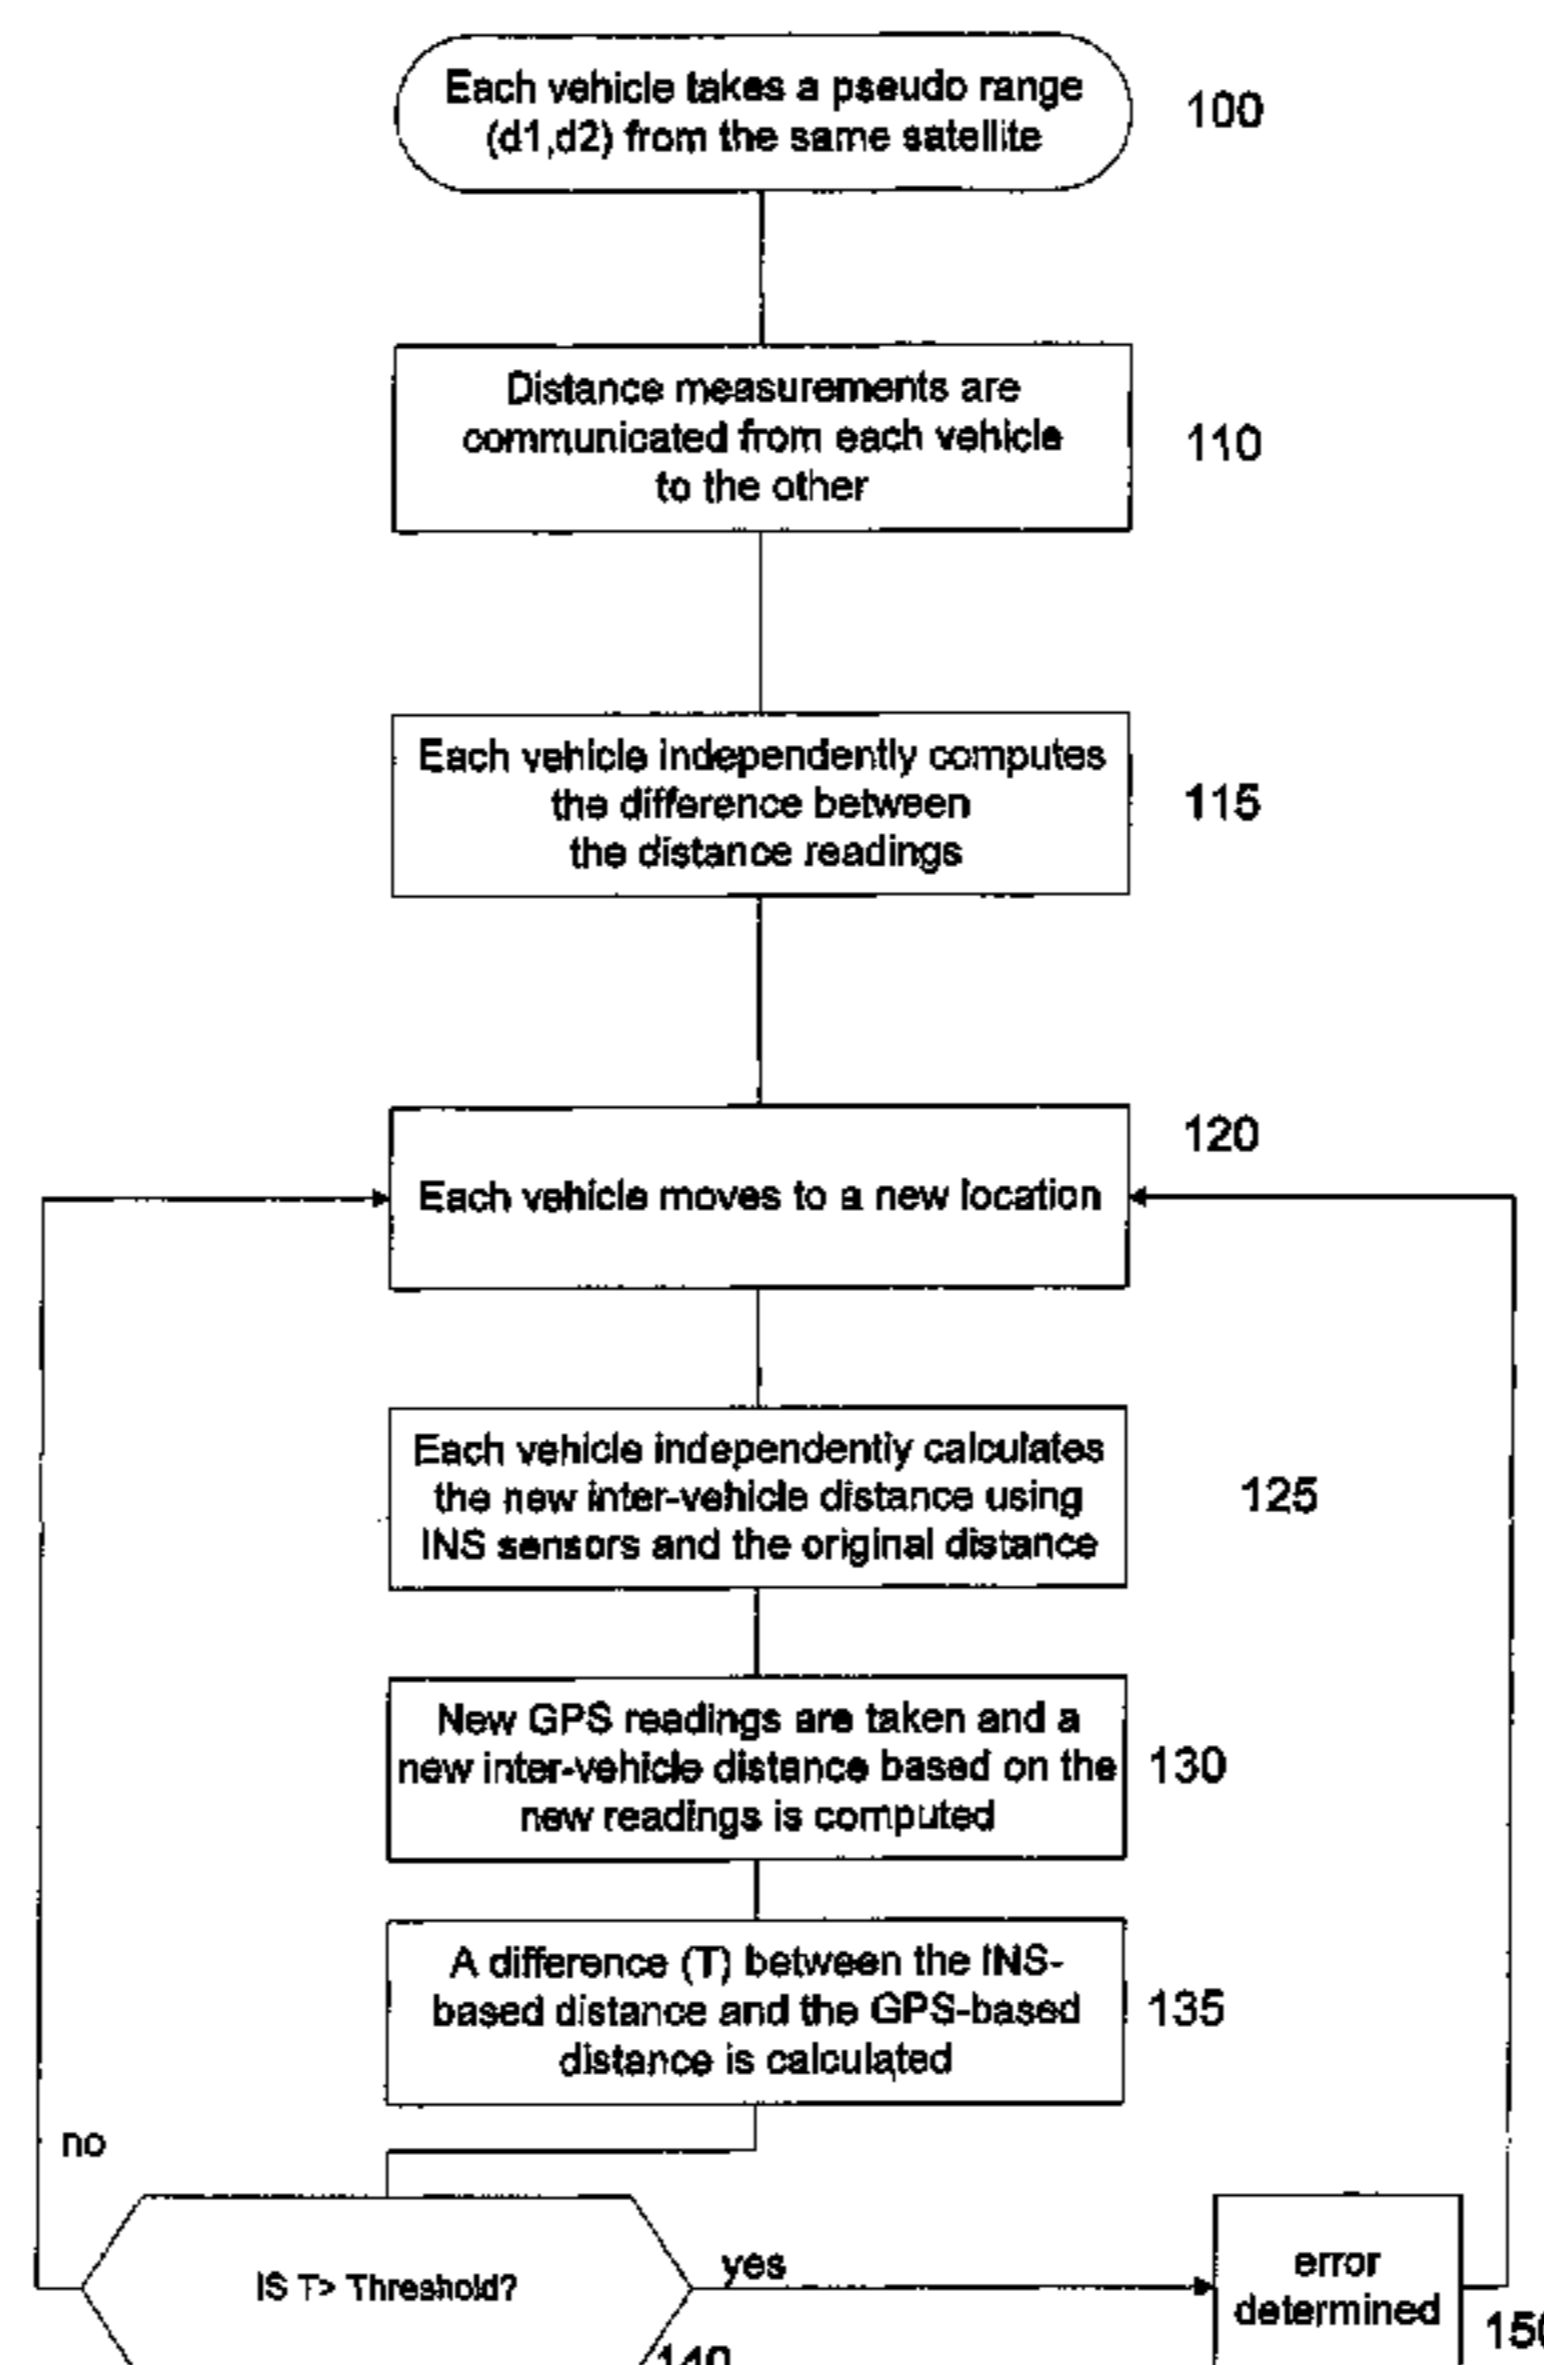 Each vehicle takes a pseudo range
(d1,d2) from the same satellite
100
Distance measurements are
communicated from each vehicle
to the other
110
Each vehicle independently computes
the difference between
the distance readings
115
120
Each vehicle moves to a new location
Each vehicle independently calculates
the new inter-vehicle distance using
INS sensors and the original distance
125
New GPS readings are taken and a
new inter-vehicle distance based on the
new readings is computed
130
A difference (T) between the INS-
based distance and the GPS-based
distance is calculated
135
no
IS T> Threshold?
yes
error
determined
140
150